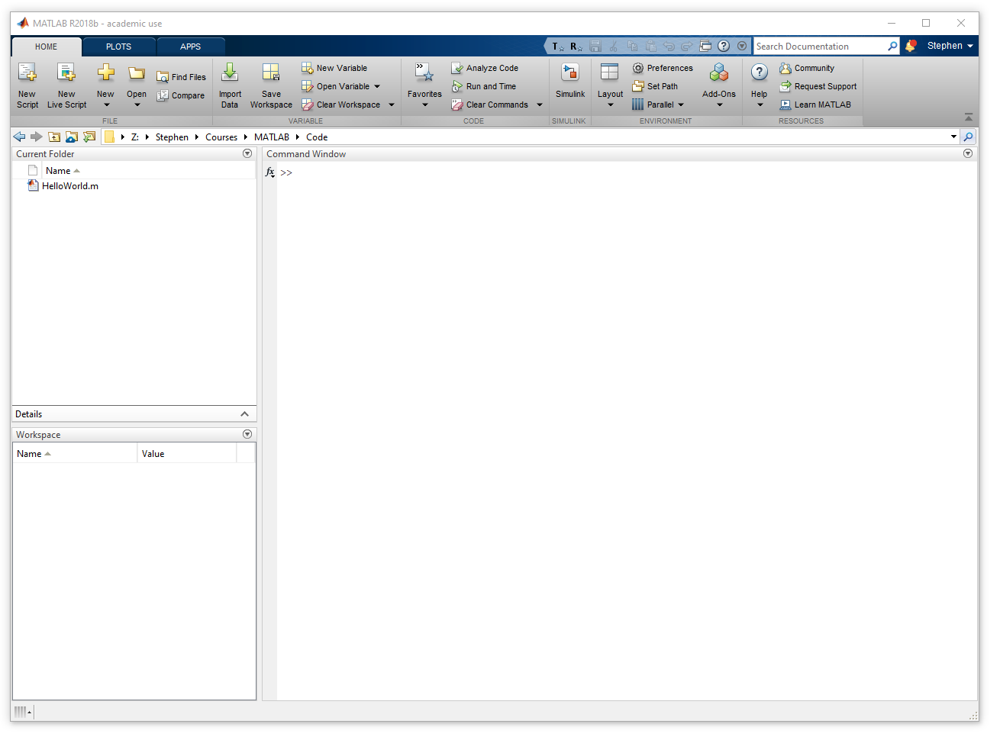 MATLAB R2018b - academic use
HOME PLOTS APPS
Search Documentation
Stephen
New Script
New Live Script
New
Open
Find Files
Compare
FILE
Import Data
Save Workspace
New Variable
Open Variable
Clear Workspace
VARIABLE
Favorites
Analyze Code
Run and Time
Clear Commands
CODE
Simulink
SIMULINK
Layout
Preferences
Set Path
Parallel
Add-Ons
ENVIRONMENT
Help
Community
Request Support
Learn MATLAB
RESOURCES
Z: Stephen Courses MATLAB Code
Current Folder
Name
HelloWorld.m
Details
Workspace
Name Value
Command Window
fx >>